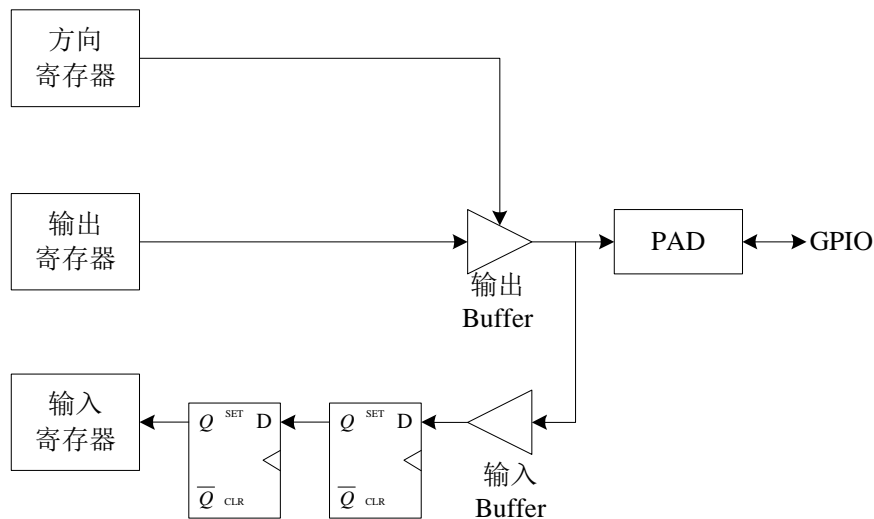 方向
寄存器
输出
寄存器
PAD
GPIO
输出
Buffer
输入
寄存器
Q SET D
Q CLR
Q SET D
Q CLR
输入
Buffer